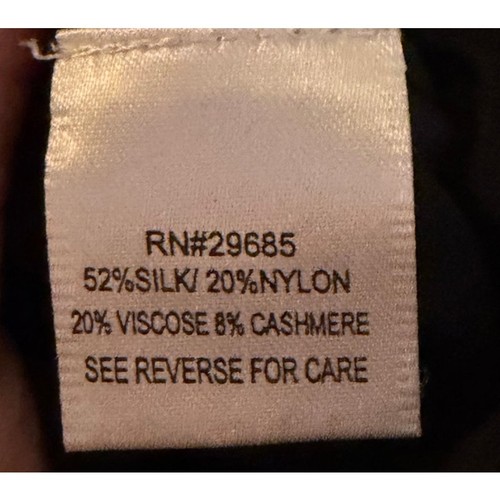 RN#29685
52%SILK/ 20%NYLON
20% VISCOSE 8% CASHMERE
SEE REVERSE FOR CARE